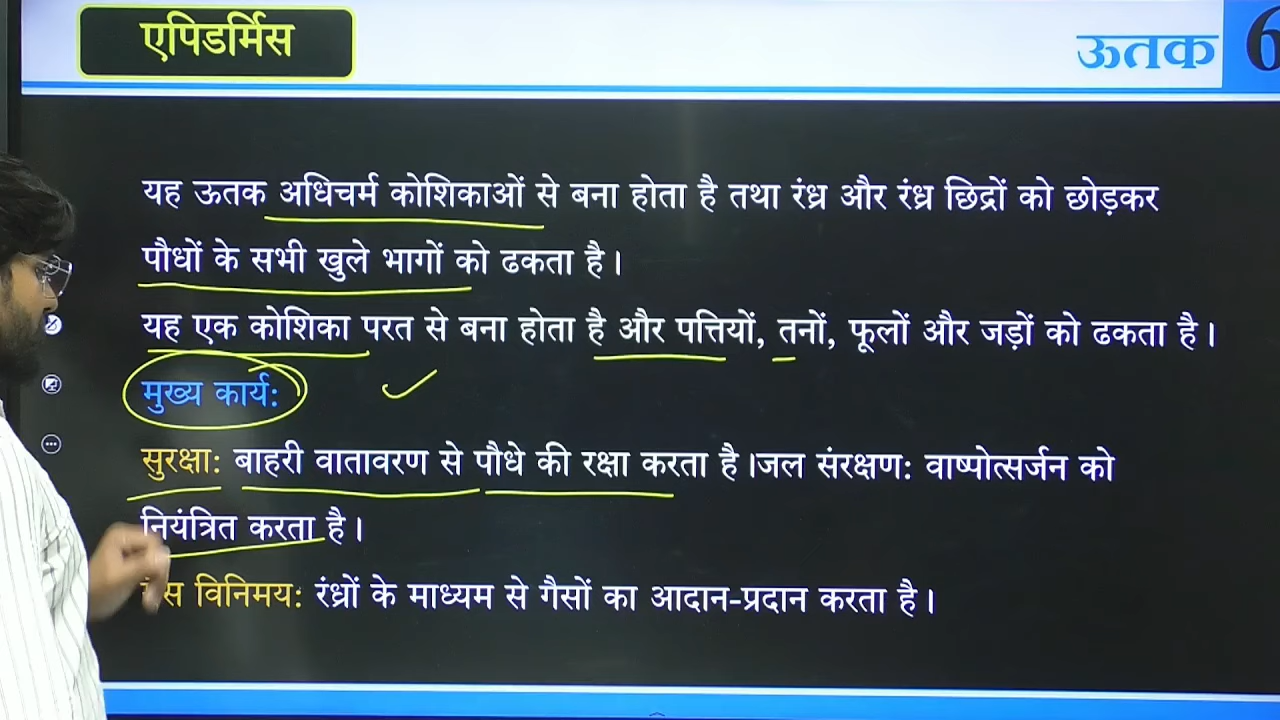 एपिडर्मिस
ऊतक 6
यह ऊतक अधिचर्म कोशिकाओं से बना होता है तथा रंध्र और रंध्र छिद्रों को छोड़कर
पौधों के सभी खुले भागों को ढकता है।
यह एक कोशिका परत से बना होता है और पत्तियों, तनों, फूलों और जड़ों को ढकता है।
मुख्य कार्य:
सुरक्षा: बाहरी वातावरण से पौधे की रक्षा करता है।जल संरक्षण: वाष्पोत्सर्जन को
नियंत्रित करता है।
विनिमय: रंध्रों के माध्यम से गैसों का आदान-प्रदान करता है।